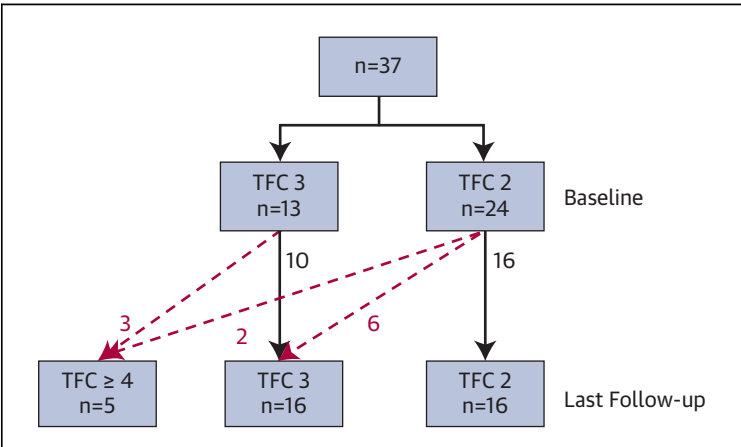 n=37
TFC 3
n=13
TFC 2
n=24
Baseline
10
16
3
2
6
TFC ≥ 4
n=5
TFC 3
n=16
TFC 2
n=16
Last Follow-up